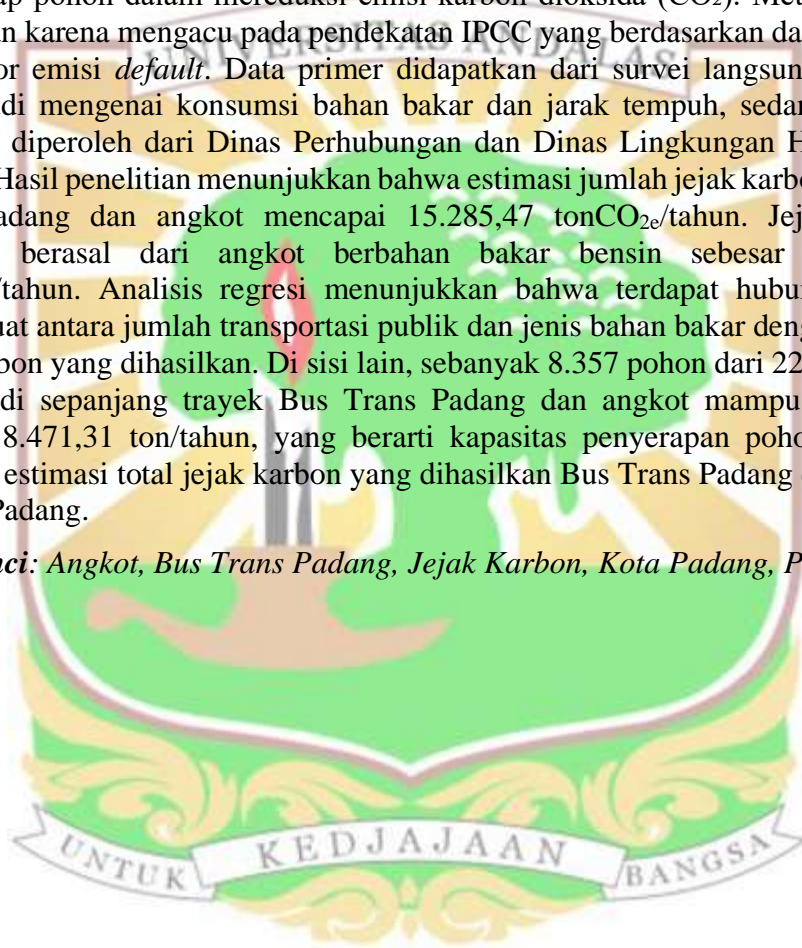 ap pohon dalam mereduksi emisi karbon dioksida (CO₂). Met
n karena mengacu pada pendekatan IPCC yang berdasarkan da
UNIVERSITAS ANDALAS
or emisi default. Data primer didapatkan dari survei langsun
di mengenai konsumsi bahan bakar dan jarak tempuh, sedar
diperoleh dari Dinas Perhubungan dan Dinas Lingkungan H
Hasil penelitian menunjukkan bahwa estimasi jumlah jejak karbo
adang dan angkot mencapai 15.285,47 tonCO₂e/tahun. Jej
berasal dari angkot berbahan bakar bensin sebesar
/tahun. Analisis regresi menunjukkan bahwa terdapat hubu
uat antara jumlah transportasi publik dan jenis bahan bakar deng
bon yang dihasilkan. Di sisi lain, sebanyak 8.357 pohon dari 22
di sepanjang trayek Bus Trans Padang dan angkot mampu
8.471,31 ton/tahun, yang berarti kapasitas penyerapan poho
estimasi total jejak karbon yang dihasilkan Bus Trans Padang
Padang.
nci: Angkot, Bus Trans Padang, Jejak Karbon, Kota Padang, P
UNTUK KEDJAJAAN BANGSA